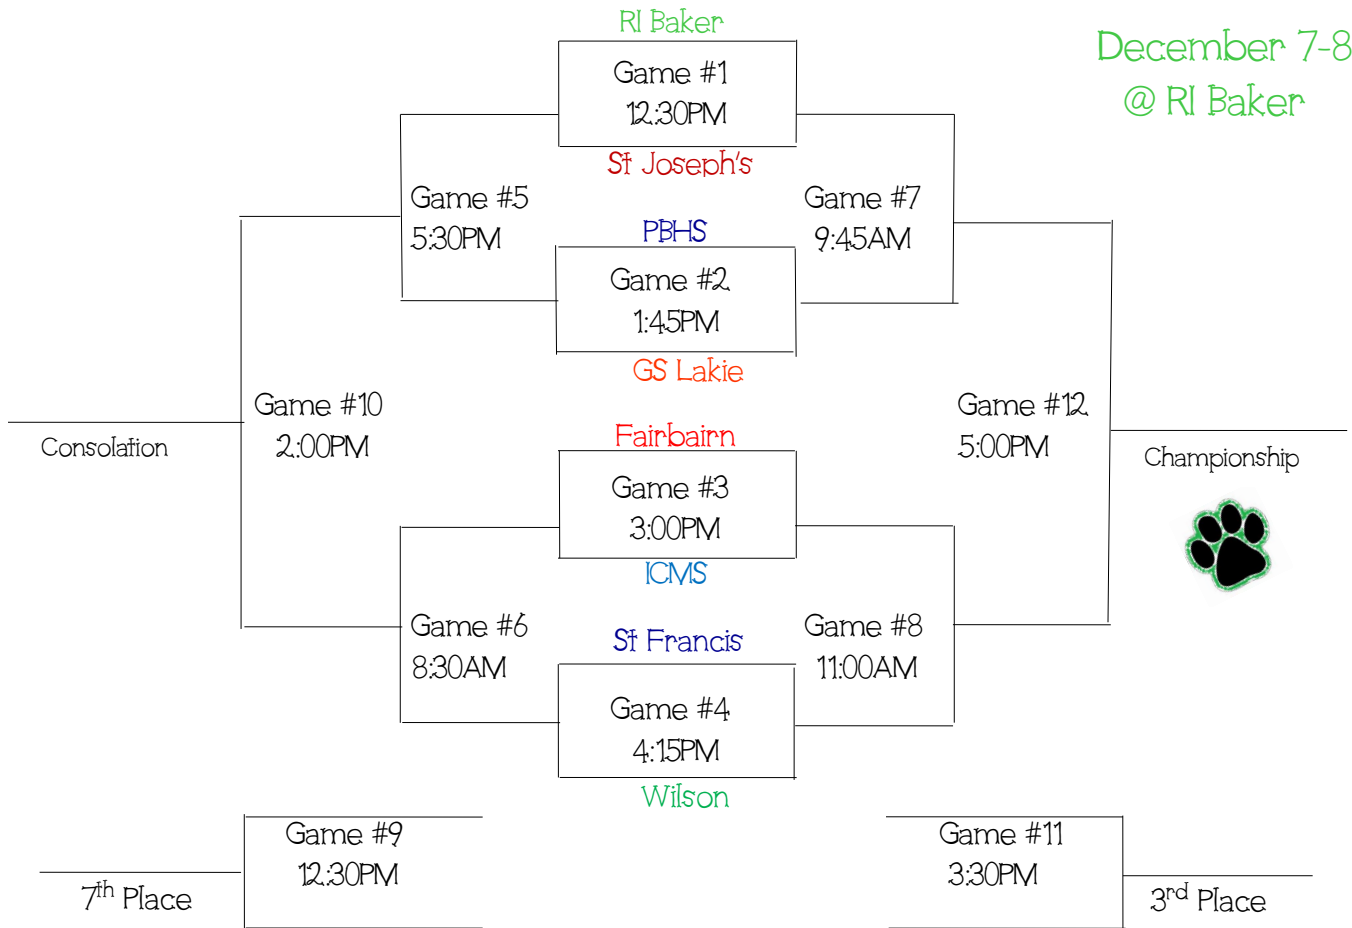 RI Baker
December 7-8
@ RI Baker
Game #1
12:30PM
St Joseph's
Game #5
5:30PM
Game #7
9:45AM
PBHS
Game #2
1:45PM
GS Lakie
Game #10
2:00PM
Consolation
Game #12
5:00PM
Championship
Fairbairn
Game #3
3:00PM
ICMS
Game #6
8:30AM
Game #8
11:00AM
St Francis
Game #4
4:15PM
Wilson
Game #9
12:30PM
7th Place
Game #11
3:30PM
3rd Place